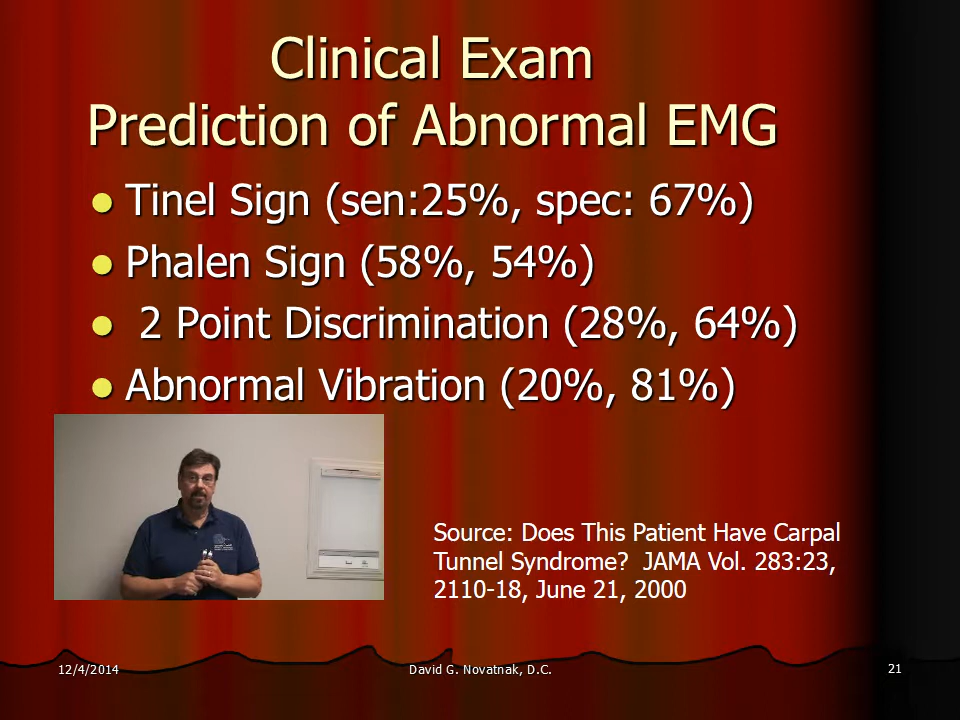 Clinical Exam
Prediction of Abnormal EMG
Tinel Sign (sen:25%, spec: 67%)
Phalen Sign (58%, 54%)
2 Point Discrimination (28%, 64%)
Abnormal Vibration (20%, 81%)
Source: Does This Patient Have Carpal
Tunnel Syndrome? JAMA Vol. 283:23,
2110-18, June 21, 2000
12/4/2014
David G. Novatnak, D.C.
21